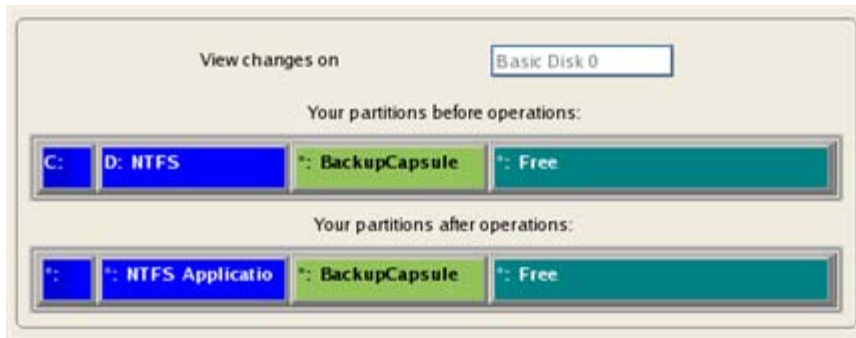 View changes on Basic Disk 0
Your partitions before operations:
C: D: NTFS *: BackupCapsule *: Free
Your partitions after operations:
*: *: NTFS Applicatio *: BackupCapsule *: Free